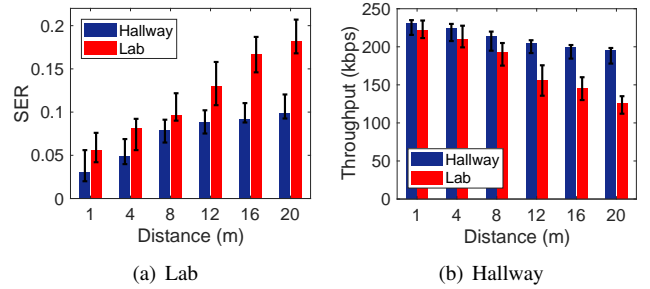 SER
0.2
0.15
0.1
0.05
0
Hallway
Lab
1 4 8 12 16 20
Distance (m)
(a) Lab
Throughput (kbps)
250
200
150
100
50
0
Hallway
Lab
1 4 8 12 16 20
Distance (m)
(b) Hallway